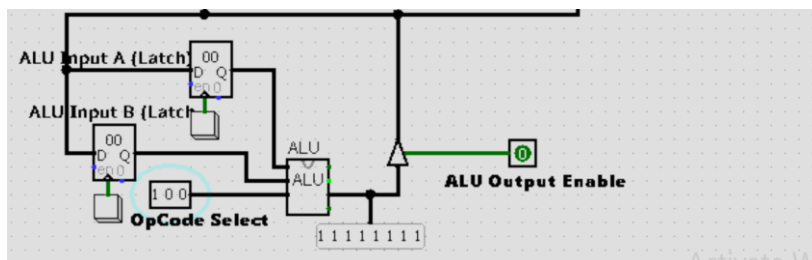 00
ALU Input A (Latch)
D Q
en 0
ALU Input B (Latch
00
D Q
en 0
ALU
ALU
0
ALU Output Enable
1 0 0
OpCode Select
1 1 1 1 1 1 1 1
Activate W